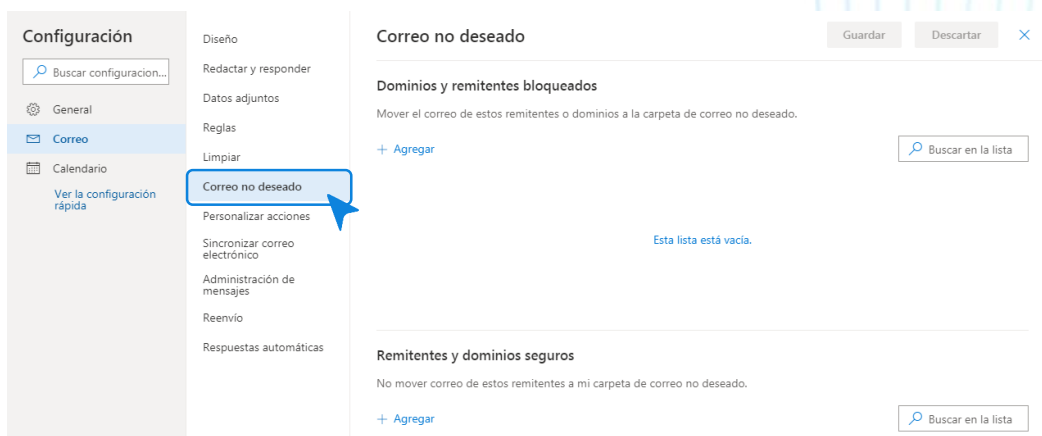 Configuración
Buscar configuracion...
General
Correo
Calendario
Ver la configuración
rápida
Diseño
Redactar y responder
Datos adjuntos
Reglas
Limpiar
Correo no deseado
Personalizar acciones
Sincronizar correo
electrónico
Administración de
mensajes
Reenvío
Respuestas automáticas
Correo no deseado
Guardar
Descartar
Dominios y remitentes bloqueados
Mover el correo de estos remitentes o dominios a la carpeta de correo no deseado.
+ Agregar
Buscar en la lista
Esta lista está vacía.
Remitentes y dominios seguros
No mover correo de estos remitentes a mi carpeta de correo no deseado.
+ Agregar
Buscar en la lista